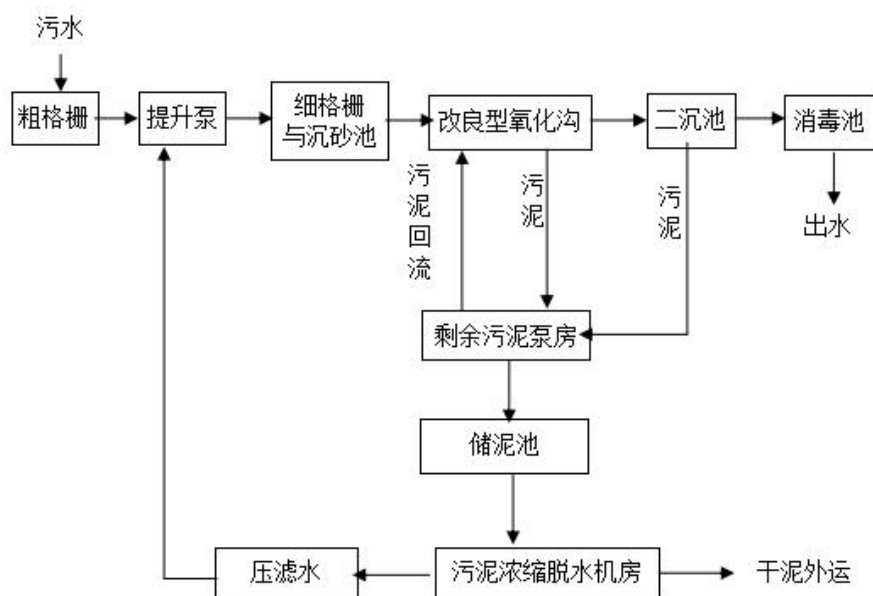 污水
粗格栅
提升泵
细格栅
与沉砂池
改良型氧化沟
二沉池
消毒池
污泥回流
污泥
污泥
出水
剩余污泥泵房
储泥池
压滤水
污泥浓缩脱水机房
干泥外运